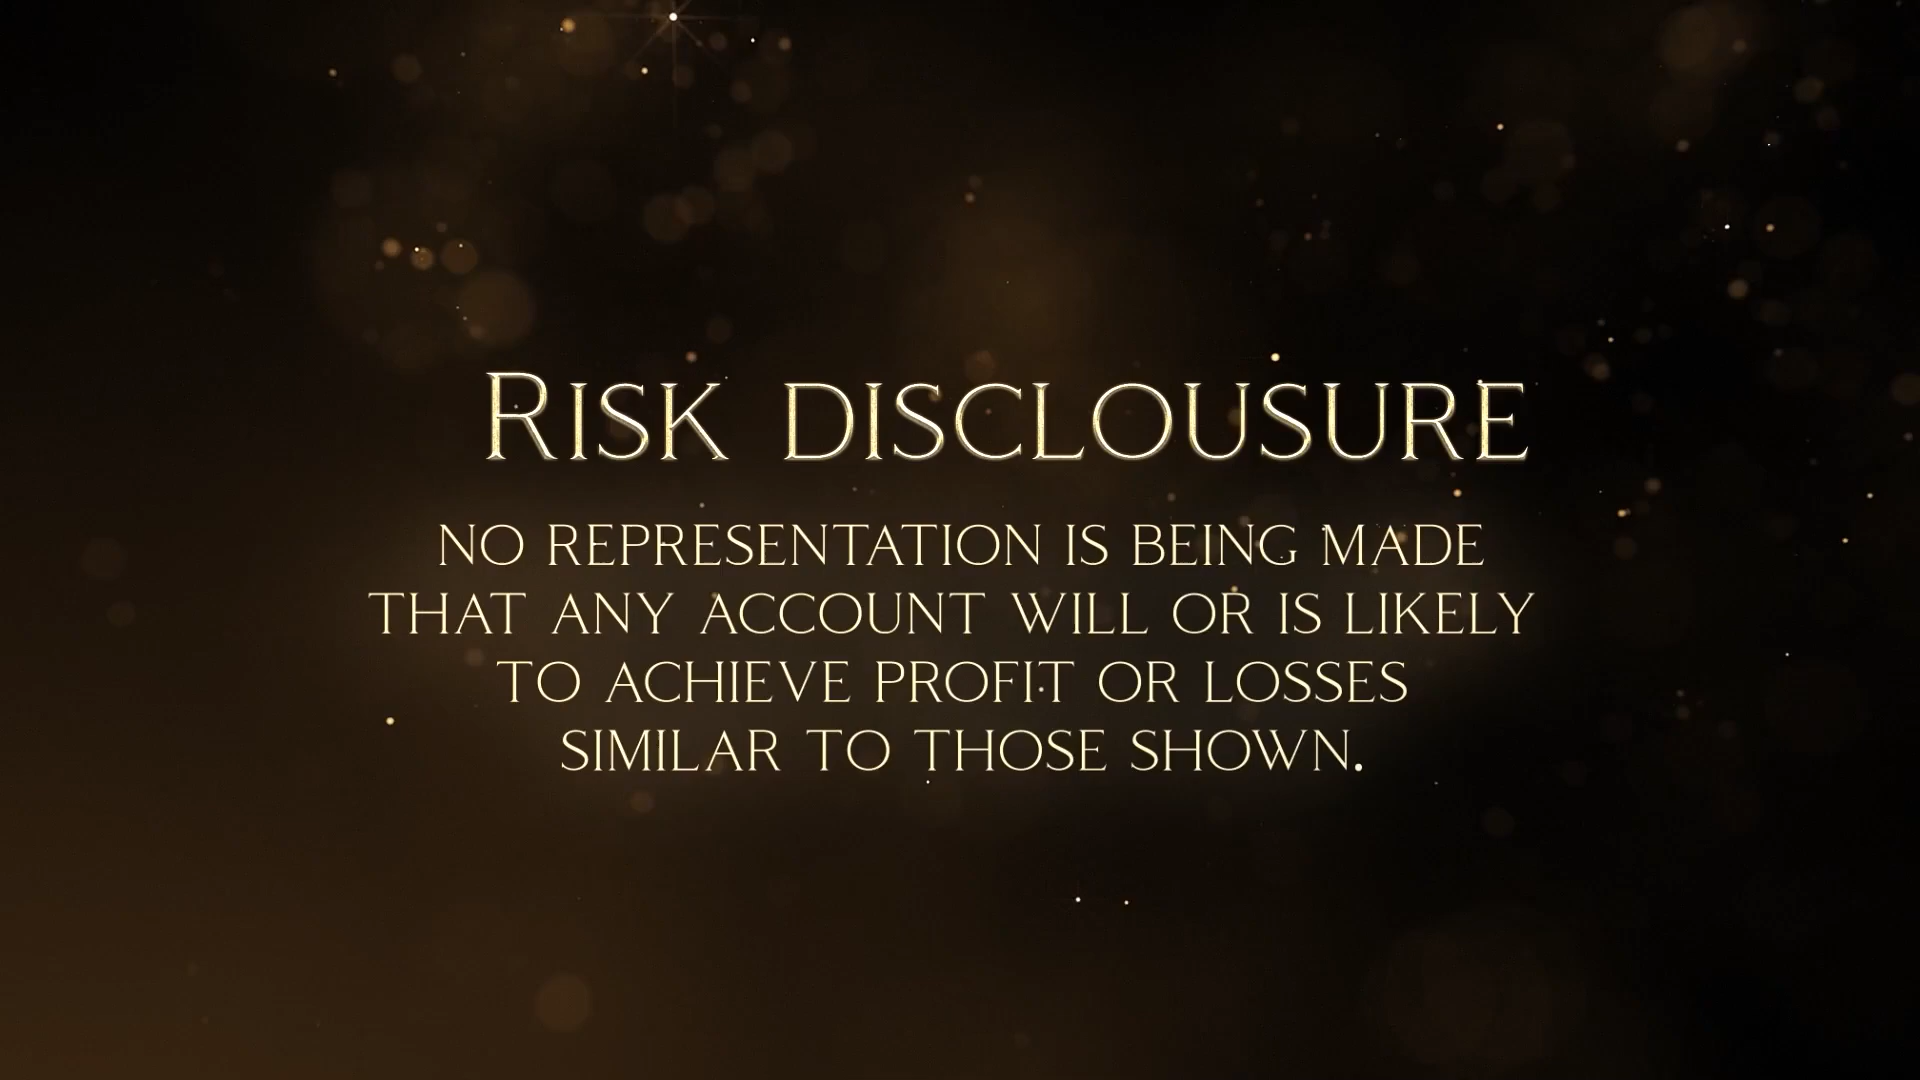 RISK DISCLOUSURE
NO REPRESENTATION IS BEING MADE
THAT ANY ACCOUNT WILL OR IS LIKELY
TO ACHIEVE PROFIT OR LOSSES
SIMILAR TO THOSE SHOWN.